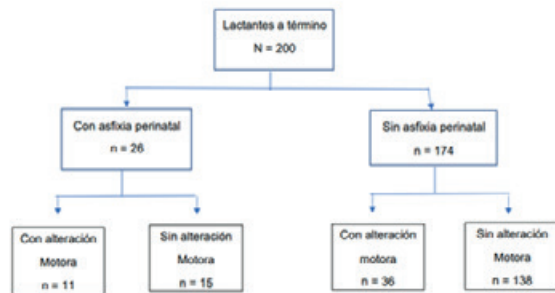 Lactantes a término
N = 200
Con asfixia perinatal
n = 26
Sin asfixia perinatal
n = 174
Con alteración
Motora
n = 11
Sin alteración
Motora
n = 15
Con alteración
motora
n = 36
Sin alteración
Motora
n = 138